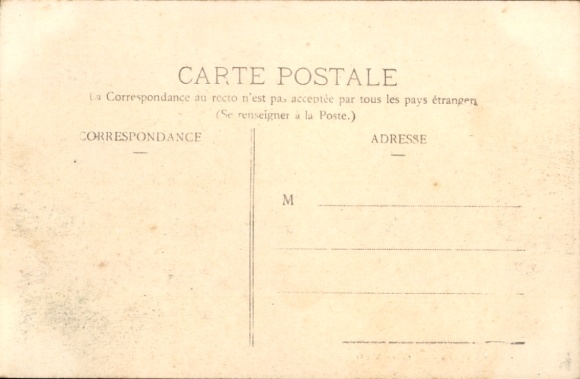 CARTE POSTALE
La Correspondance au recto n'est pas acceptée par tous les pays étrangers
(Se renseigner à la Poste.)
CORRESPONDANCE
ADRESSE
M